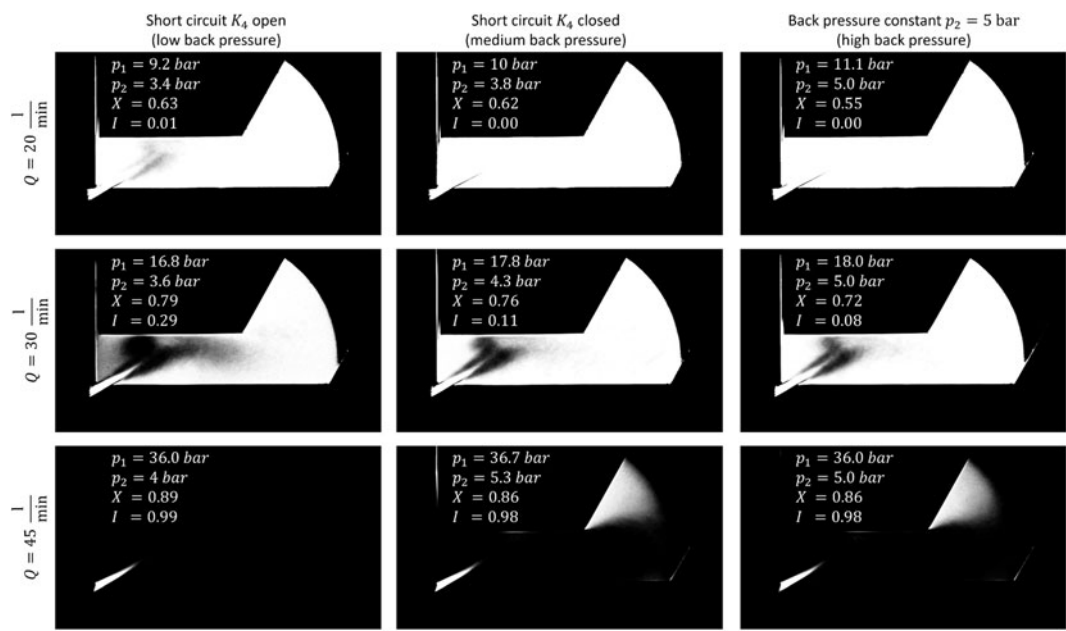 Short circuit K₄ open
(low back pressure)
Short circuit K₄ closed
(medium back pressure)
Back pressure constant p₂ = 5 bar
(high back pressure)
Q = 20 l/min
p₁ = 9.2 bar
p₂ = 3.4 bar
X = 0.63
I = 0.01
p₁ = 10 bar
p₂ = 3.8 bar
X = 0.62
I = 0.00
p₁ = 11.1 bar
p₂ = 5.0 bar
X = 0.55
I = 0.00
Q = 30 l/min
p₁ = 16.8 bar
p₂ = 3.6 bar
X = 0.79
I = 0.29
p₁ = 17.8 bar
p₂ = 4.3 bar
X = 0.76
I = 0.11
p₁ = 18.0 bar
p₂ = 5.0 bar
X = 0.72
I = 0.08
Q = 45 l/min
p₁ = 36.0 bar
p₂ = 4 bar
X = 0.89
I = 0.99
p₁ = 36.7 bar
p₂ = 5.3 bar
X = 0.86
I = 0.98
p₁ = 36.0 bar
p₂ = 5.0 bar
X = 0.86
I = 0.98